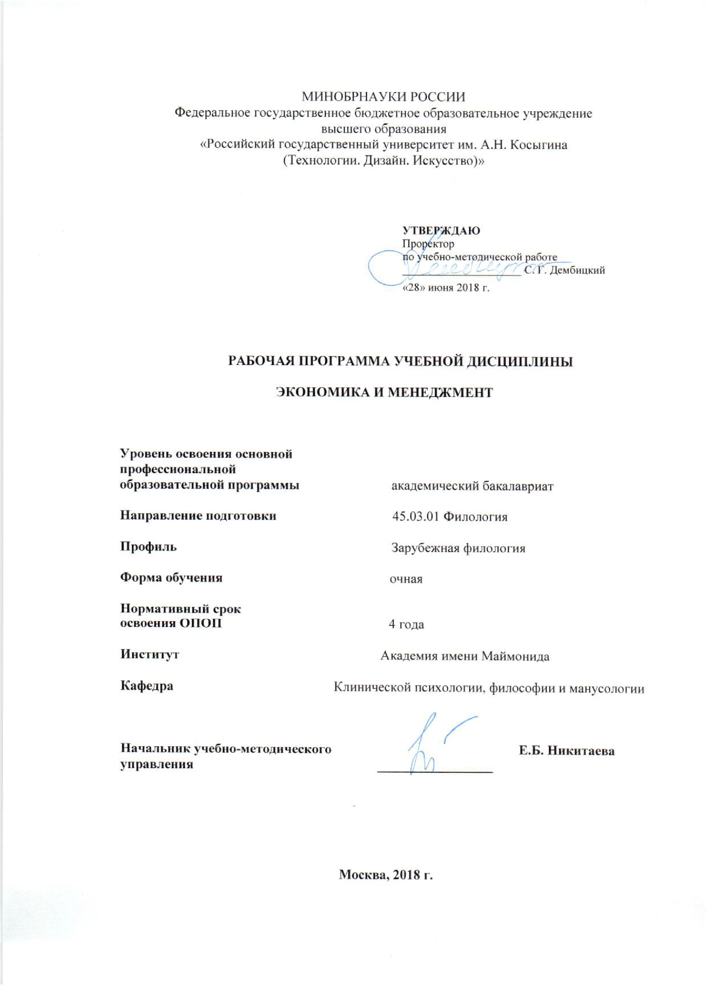 МИНОБРНАУКИ РОССИИ
Федеральное государственное бюджетное образовательное учреждение
высшего образования
«Российский государственный университет им. А.Н. Косыгина
(Технологии. Дизайн. Искусство)»
УТВЕРЖДАЮ
Проректор
по учебно-методической работе
С. Г. Дембицкий
«28» июня 2018 г.
РАБОЧАЯ ПРОГРАММА УЧЕБНОЙ ДИСЦИПЛИНЫ
ЭКОНОМИКА И МЕНЕДЖМЕНТ
Уровень освоения основной
профессиональной
образовательной программы академический бакалавриат
Направление подготовки 45.03.01 Филология
Профиль Зарубежная филология
Форма обучения очная
Нормативный срок
освоения ОПОП 4 года
Институт Академия имени Маймонида
Кафедра Клинической психологии, философии и манусологии
Начальник учебно-методического Е.Б. Никитаева
управления
Москва, 2018 г.